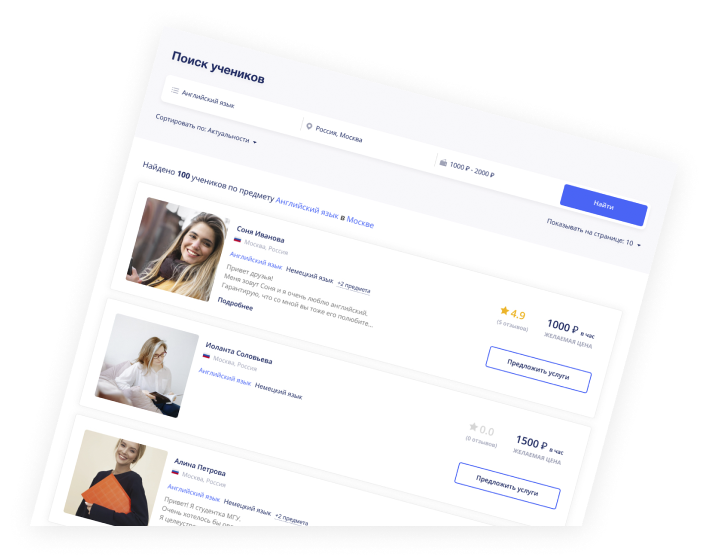 Поиск учеников
Английский язык
Россия, Москва
1000 ₽ - 2000 ₽
Найти
Сортировать по: Актуальности
Показывать на странице: 10
Найдено 100 учеников по предмету Английский язык в Москве
Соня Иванова
Москва, Россия
Английский язык Немецкий язык +2 предмета
Привет друзья!
Меня зовут Соня и я очень люблю английский.
Гарантирую, что со мной вы тоже его полюбите...
Подробнее
4.9
(5 отзывов)
1000 ₽ в час
ЖЕЛАЕМАЯ ЦЕНА
Предложить услуги
Иоланта Соловьева
Москва, Россия
Английский язык Немецкий язык
0.0
(0 отзывов)
1500 ₽ в час
ЖЕЛАЕМАЯ ЦЕНА
Предложить услуги
Алина Петрова
Москва, Россия
Английский язык Немецкий язык +2 предмета
Привет! Я студентка МГУ.
Очень хотелось бы
Я